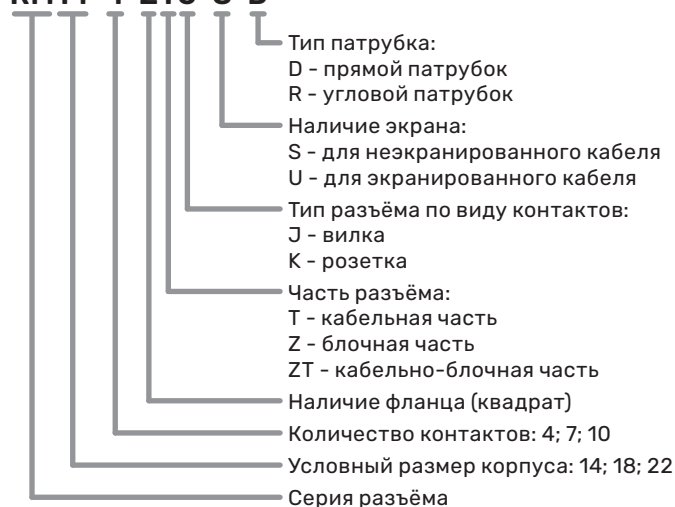 Тип патрубка:
D - прямой патрубок
R - угловой патрубок
Наличие экрана:
S - для неэкранированного кабеля
U - для экранированного кабеля
Тип разъёма по виду контактов:
J - вилка
K - розетка
Часть разъёма:
T - кабельная часть
Z - блочная часть
ZT - кабельно-блочная часть
Наличие фланца (квадрат)
Количество контактов: 4; 7; 10
Условный размер корпуса: 14; 18; 22
Серия разъёма